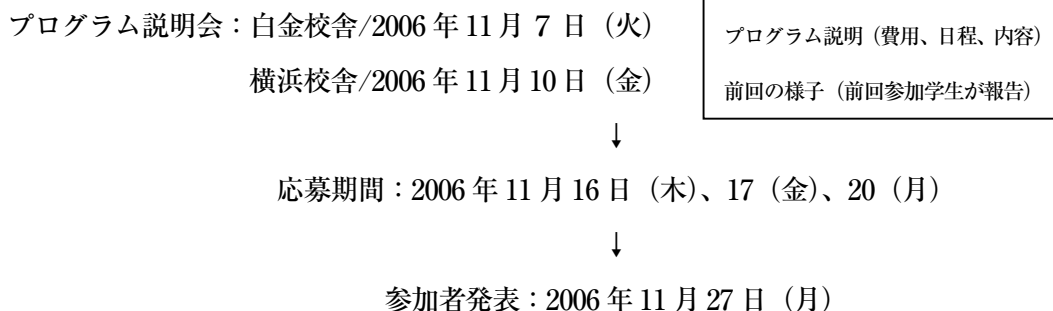 プログラム説明会：白金校舎/2006年11月7日（火）
横浜校舎/2006年11月10日（金）
プログラム説明（費用、日程、内容）
前回の様子（前回参加学生が報告）
↓
応募期間：2006年11月16日（木）、17（金）、20（月）
↓
参加者発表：2006年11月27日（月）